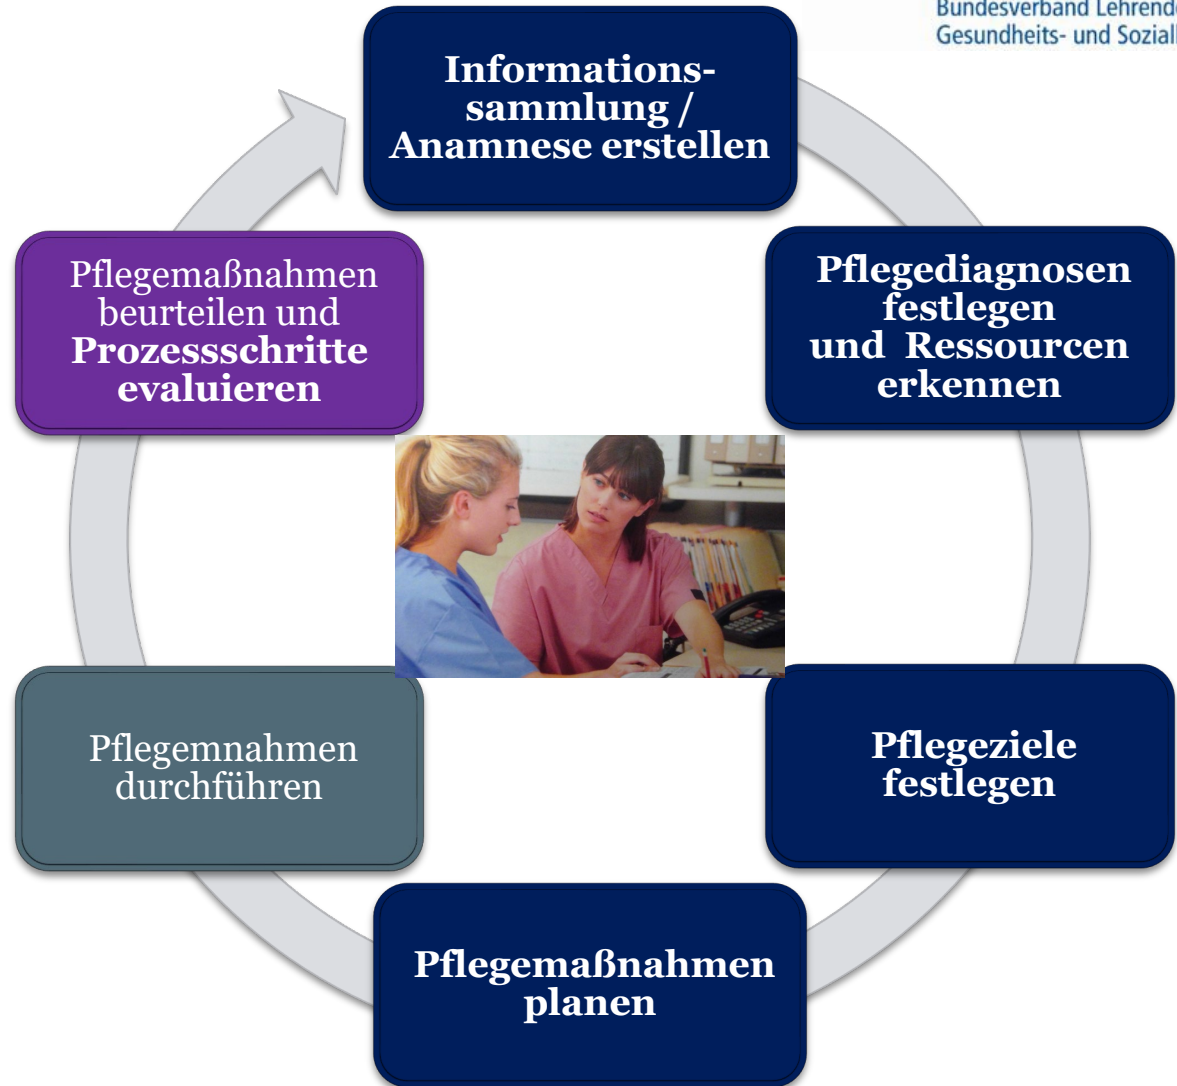 Bundesverband Lehrende
Gesundheits- und
Informations-
sammlung /
Anamnese erstellen
Pflegemaßnahmen
beurteilen und
Prozessschritte
evaluieren
Pflegediagnosen
festlegen
und Ressourcen
erkennen
Pflegemnahmen
durchführen
Pflegeziele
festlegen
Pflegemaßnahmen
planen